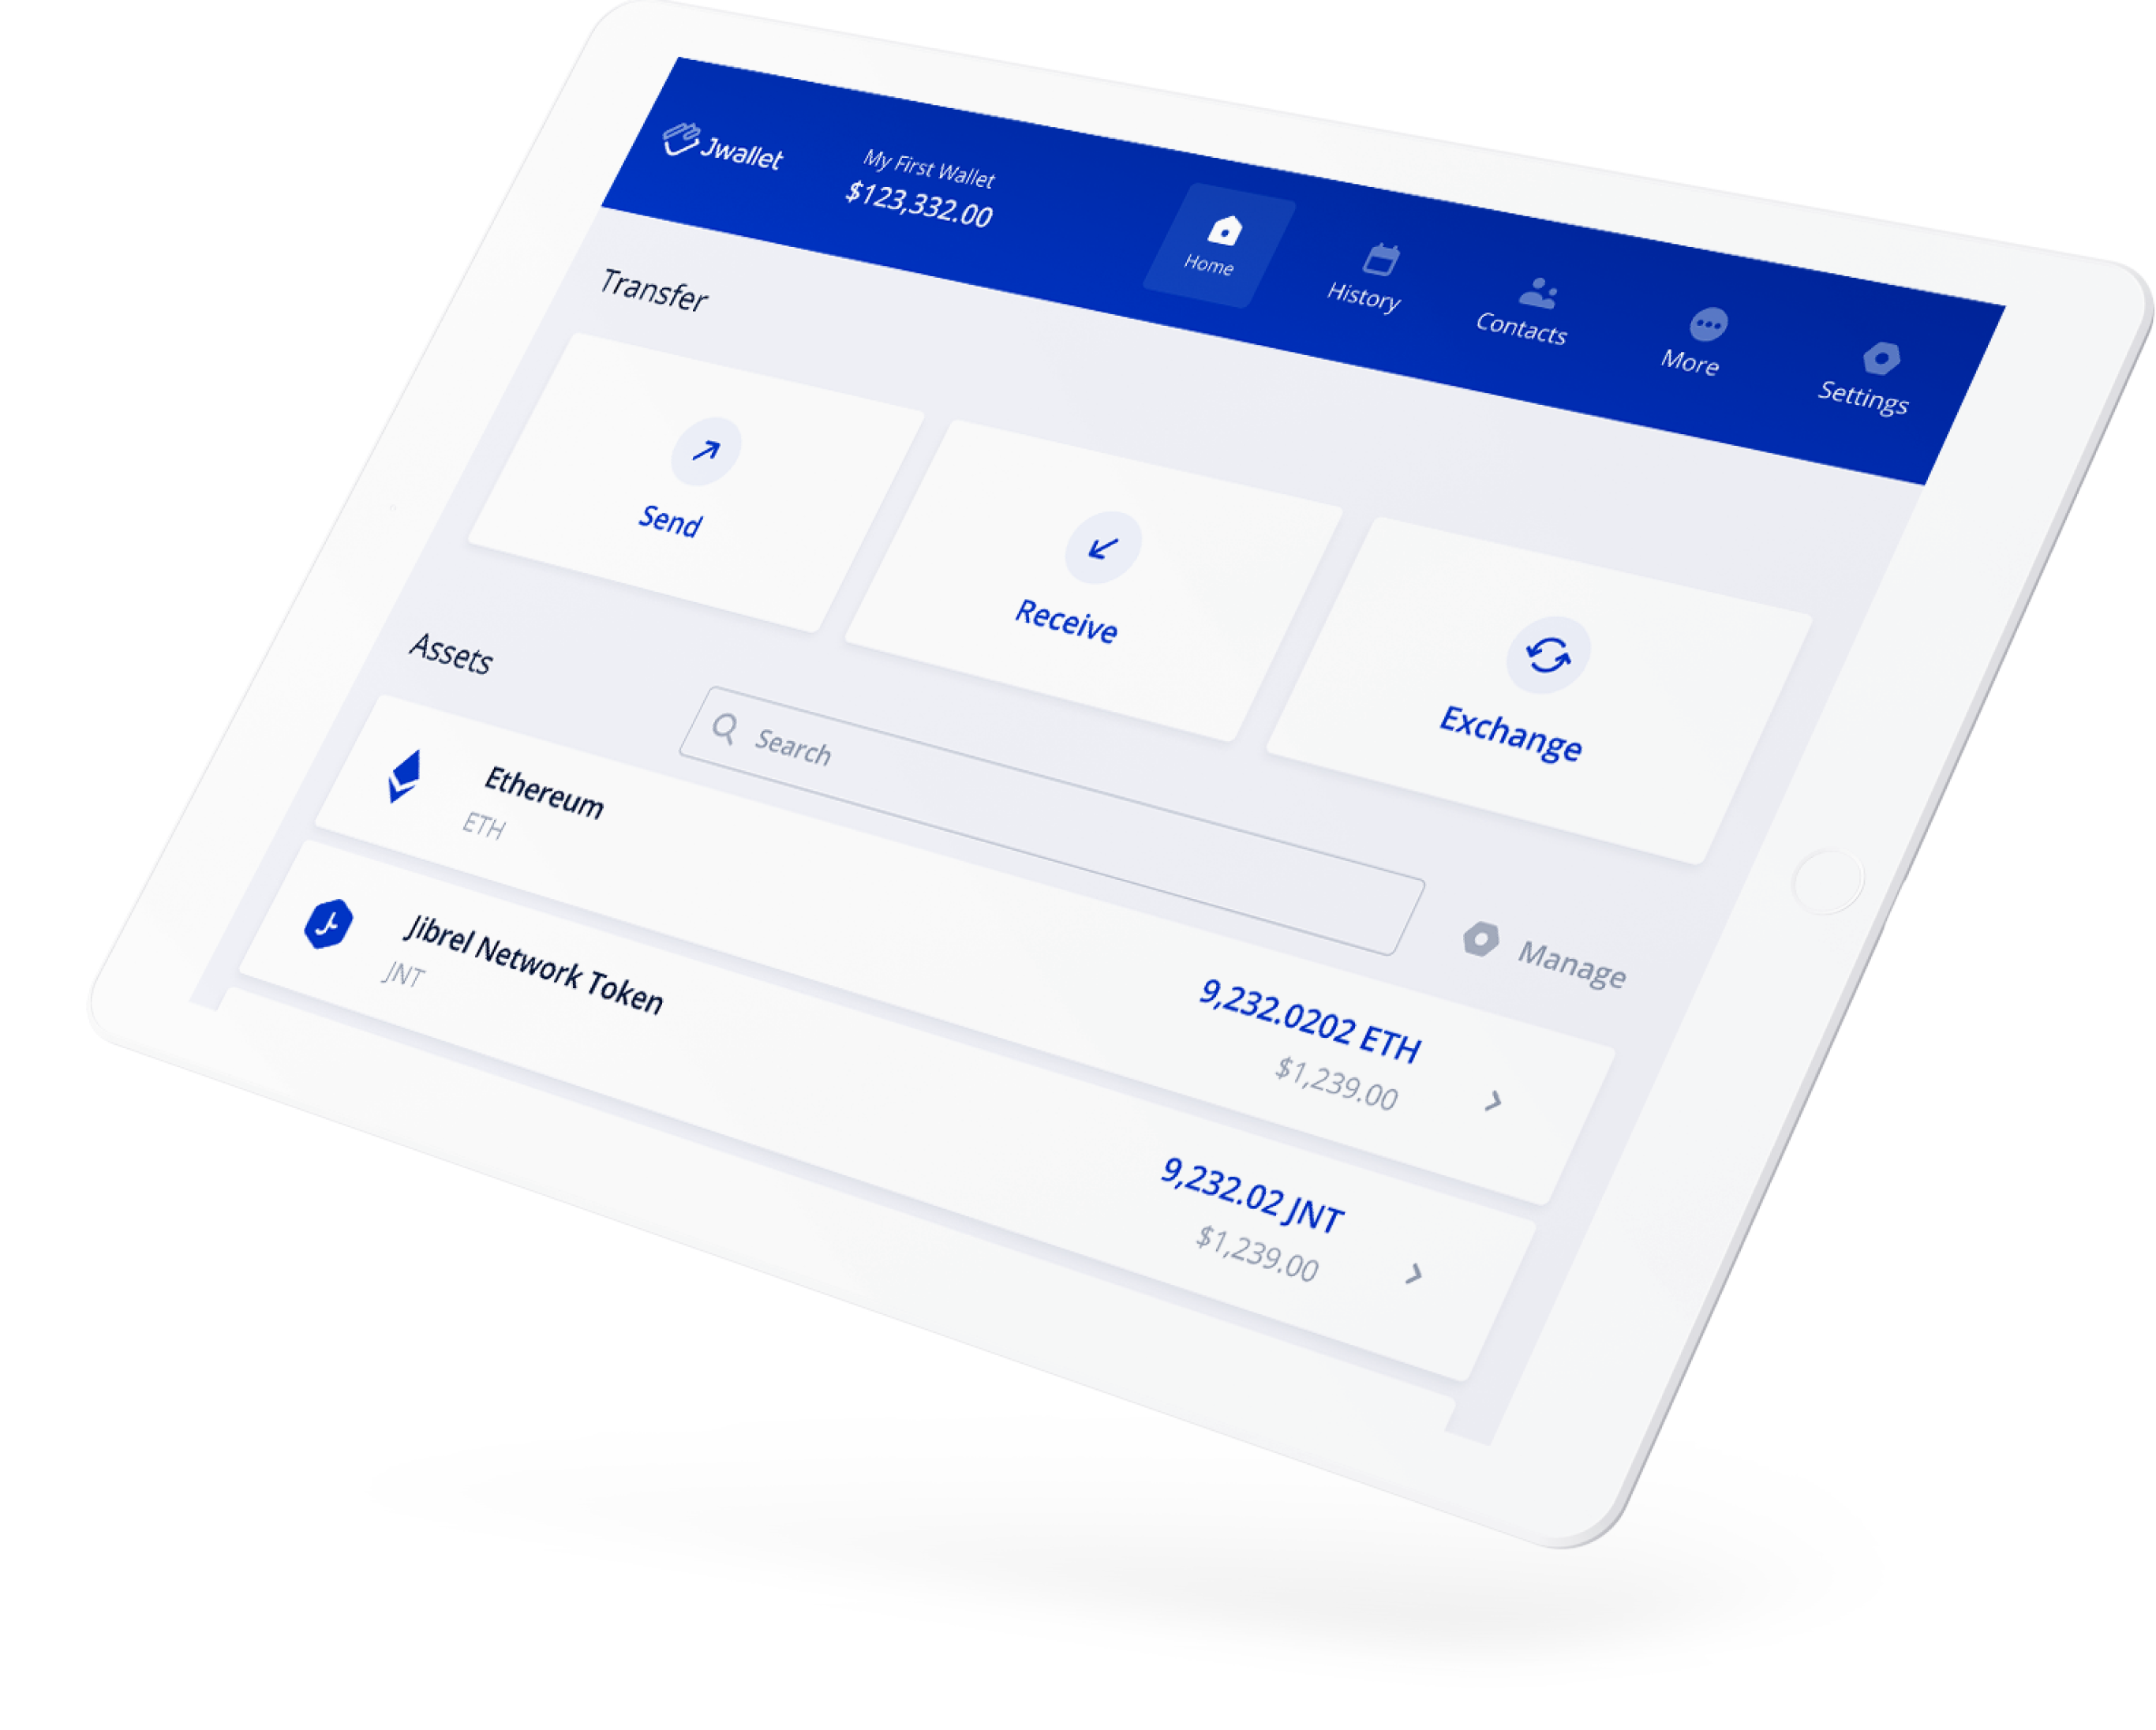 Jwallet
My First Wallet
$123,332.00
Home
History
Contacts
More
Settings
Transfer
Send
Receive
Exchange
Assets
Search
Manage
Ethereum
ETH
9,232.0202 ETH
$1,239.00
Jibrel Network Token
JNT
9,232.02 JNT
$1,239.00